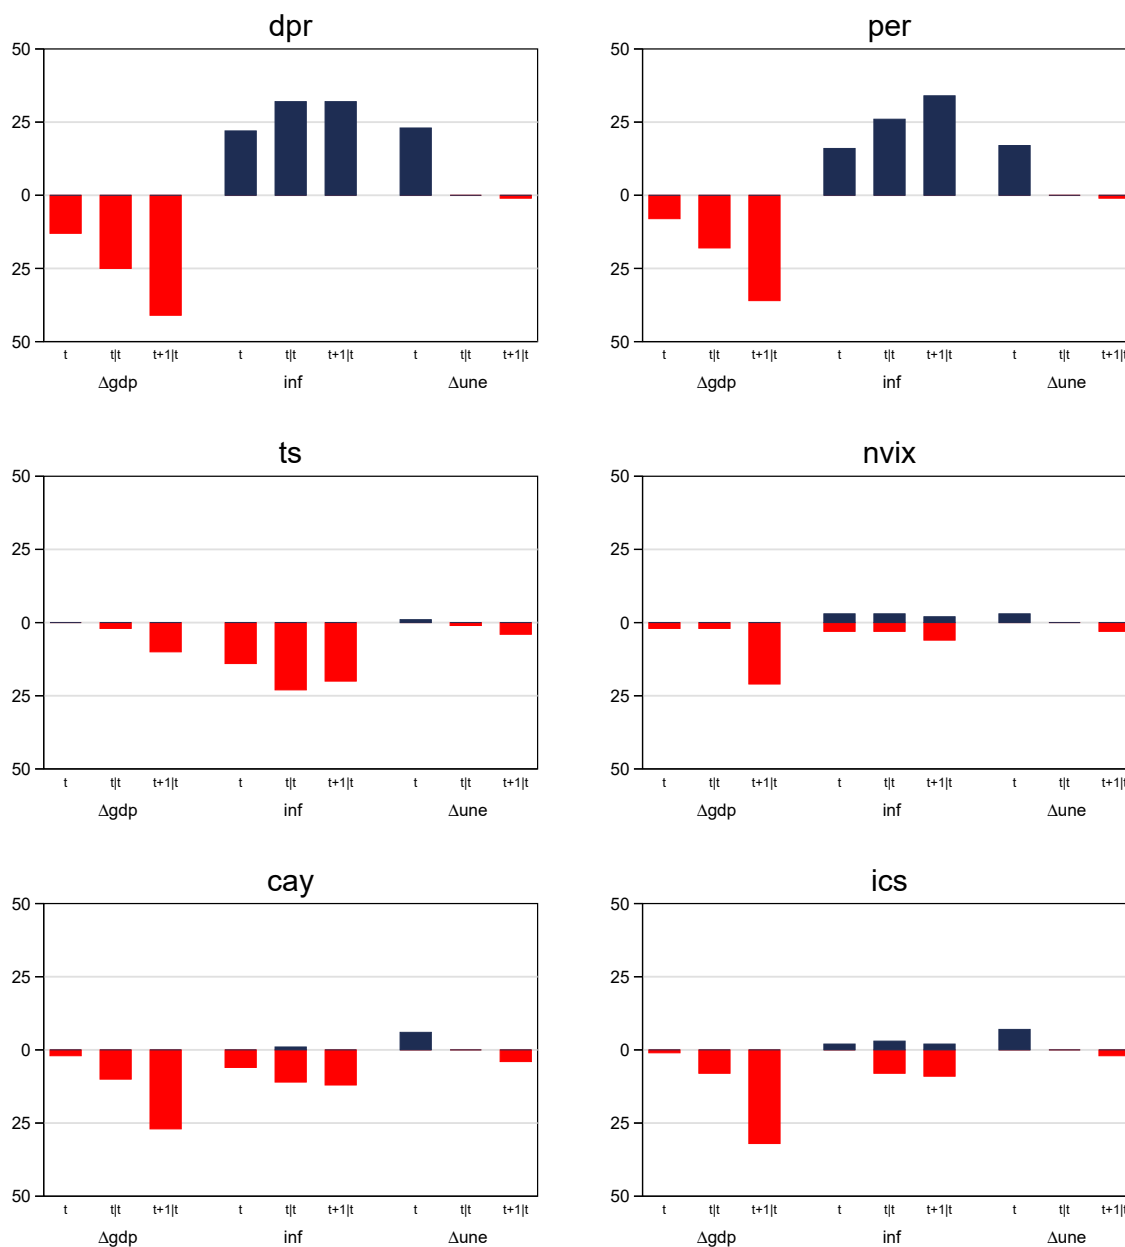 dpr per
50 50
25 25
0 0
25 25
50 50
t t|t t+1|t t t|t t+1|t t t|t t+1|t t t|t t+1|t t t|t t+1|t t t|t t+1|t
Δgdp inf Δune Δgdp inf Δune
ts nvix
50 50
25 25
0 0
25 25
50 50
t t|t t+1|t t t|t t+1|t t t|t t+1|t t t|t t+1|t t t|t t+1|t t t|t t+1|t
Δgdp inf Δune Δgdp inf Δune
cay ics
50 50
25 25
0 0
25 25
50 50
t t|t t+1|t t t|t t+1|t t t|t t+1|t t t|t t+1|t t t|t t+1|t t t|t t+1|t
Δgdp inf Δune Δgdp inf Δune